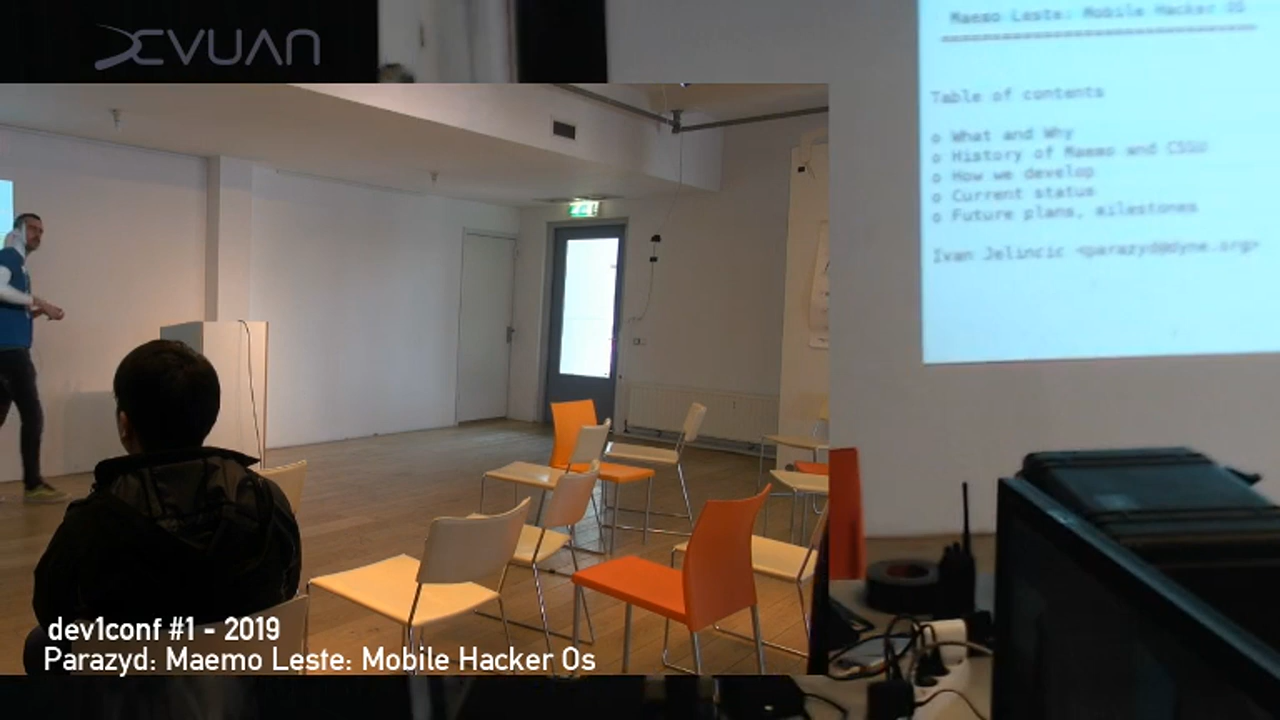 DEVUAN
Maemo Leste: Mobile Hacker OS
Table of contents
o What and Why
o History of Maemo and CSSU
o How we develop
o Current status
o Future plans, milestones
Ivan Jelincic <parazyd@dyne.org>
dev1conf #1 - 2019
Parazyd: Maemo Leste: Mobile Hacker Os